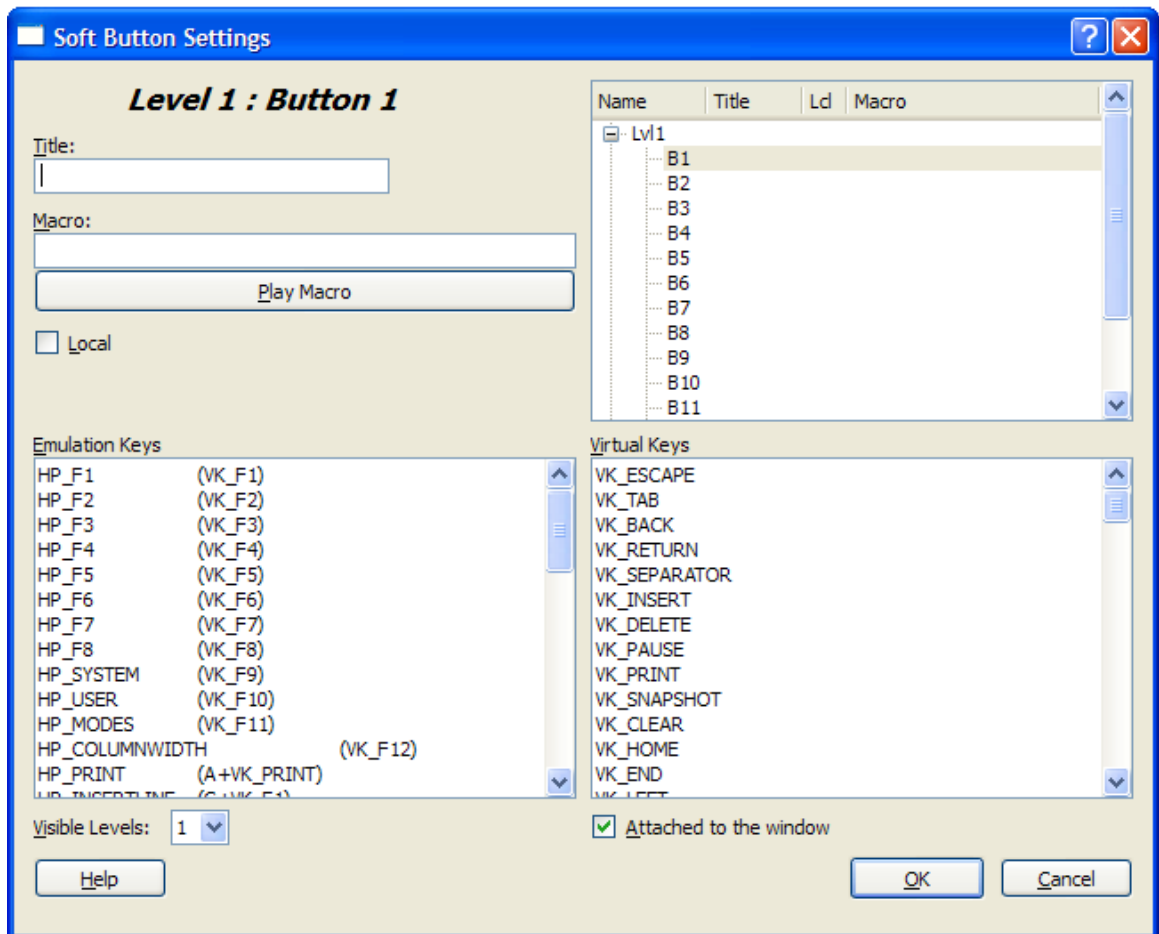 Soft Button Settings
Level 1 : Button 1
Title:
Macro:
Play Macro
Local
Name Title Lcl Macro
Lvl1
B1
B2
B3
B4
B5
B6
B7
B8
B9
B10
B11
Emulation Keys
HP_F1 (VK_F1)
HP_F2 (VK_F2)
HP_F3 (VK_F3)
HP_F4 (VK_F4)
HP_F5 (VK_F5)
HP_F6 (VK_F6)
HP_F7 (VK_F7)
HP_F8 (VK_F8)
HP_SYSTEM (VK_F9)
HP_USER (VK_F10)
HP_MODES (VK_F11)
HP_COLUMNWIDTH (VK_F12)
HP_PRINT (A+VK_PRINT)
HP_INSERTLINE (C+VK_F1)
Virtual Keys
VK_ESCAPE
VK_TAB
VK_BACK
VK_RETURN
VK_SEPARATOR
VK_INSERT
VK_DELETE
VK_PAUSE
VK_PRINT
VK_SNAPSHOT
VK_CLEAR
VK_HOME
VK_END
VK_LEFT
Visible Levels: 1
Attached to the window
Help
OK
Cancel